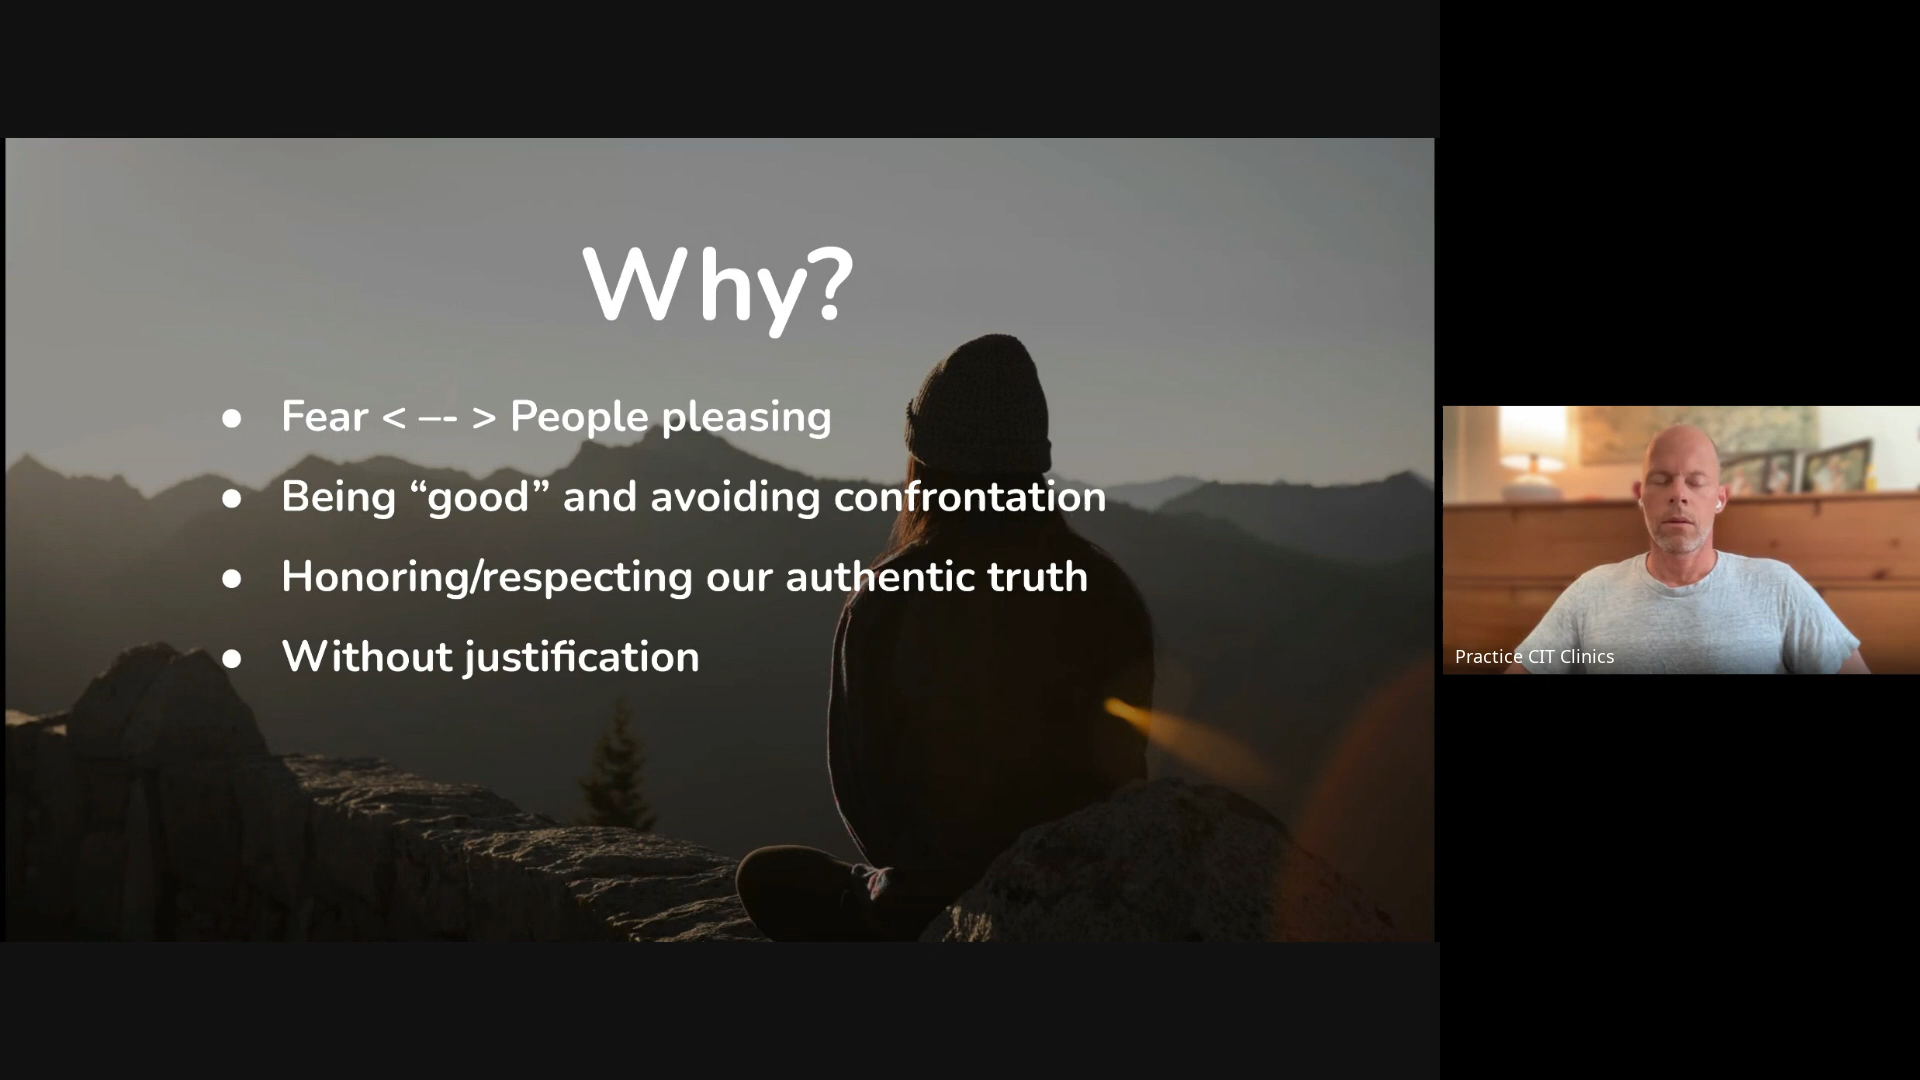 Why?
● Fear < –- > People pleasing
● Being “good” and avoiding confrontation
● Honoring/respecting our authentic truth
● Without justification
Practice CIT Clinics